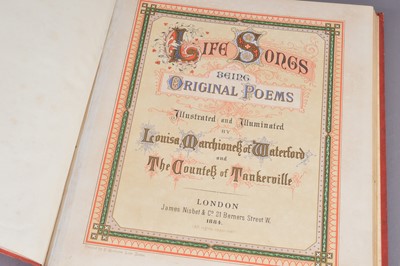 Life Songs
BEING
ORIGINAL POEMS
Illustrated and Illuminated
BY
Louisa, Marchioness of Waterford
and
The Countess of Tankerville
LONDON
James Nisbet & Co 21 Berners Street W.
1884.